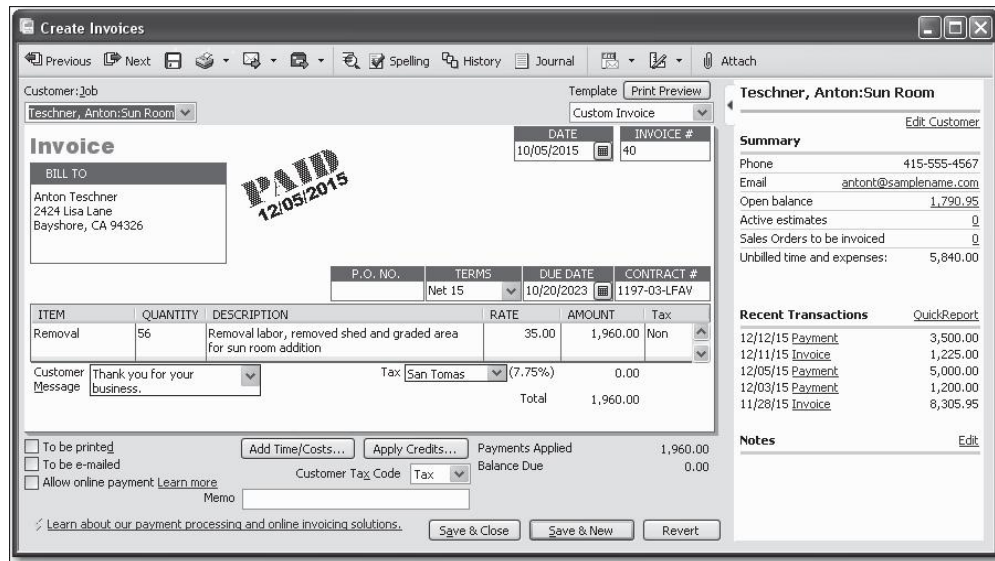 Create Invoices
Previous Next Spelling History Journal Attach
Customer:Job
Teschner, Anton:Sun Room
Template Print Preview
Custom Invoice
Invoice
DATE INVOICE #
10/05/2015 40
BILL TO
Anton Teschner
2424 Lisa Lane
Bayshore, CA 94326
PAID
12/05/2015
P.O. NO. TERMS DUE DATE CONTRACT #
Net 15 10/20/2023 1197-03-LFAV
ITEM QUANTITY DESCRIPTION RATE AMOUNT Tax
Removal 56 Removal labor, removed shed and graded area 35.00 1,960.00 Non
for sun room addition
Customer Message
Thank you for your
business.
Tax San Tomas (7.75%) 0.00
Total 1,960.00
To be printed
To be e-mailed
Allow online payment Learn more
Add Time/Costs... Apply Credits...
Payments Applied 1,960.00
Customer Tax Code Tax
Balance Due 0.00
Memo
Learn about our payment processing and online invoicing solutions.
Save & Close Save & New Revert
Teschner, Anton:Sun Room
Edit Customer
Summary
Phone 415-555-4567
Email antont@samplename.com
Open balance 1,790.95
Active estimates 0
Sales Orders to be invoiced 0
Unbilled time and expenses: 5,840.00
Recent Transactions QuickReport
12/12/15 Payment 3,500.00
12/11/15 Invoice 1,225.00
12/05/15 Payment 5,000.00
12/03/15 Payment 1,200.00
11/28/15 Invoice 8,305.95
Notes Edit